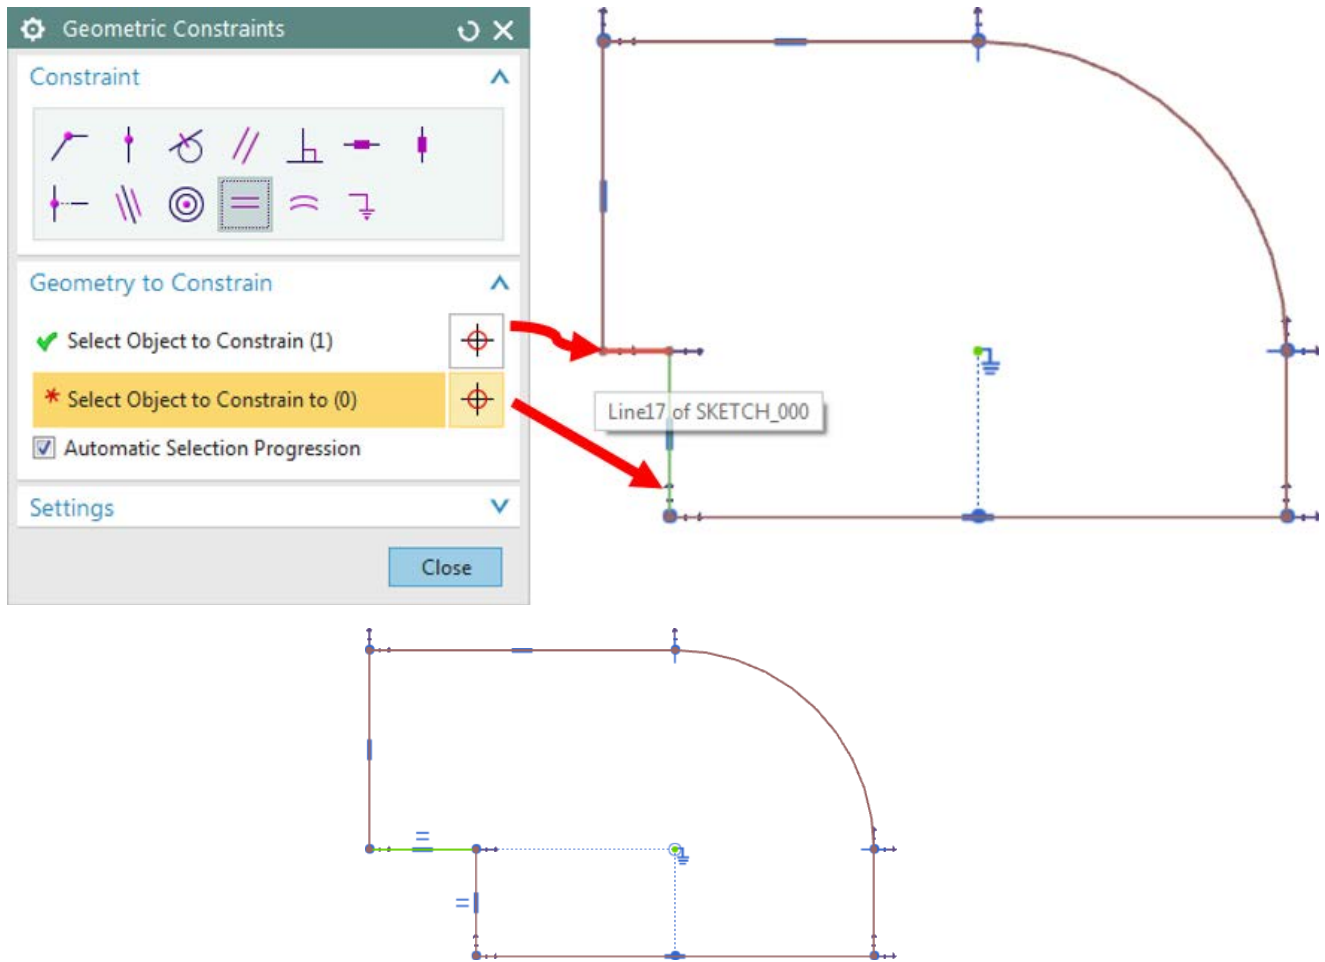 Geometric Constraints
Constraint
Geometry to Constrain
Select Object to Constrain (1)
* Select Object to Constrain to (0)
Automatic Selection Progression
Settings
Close
Line17 of SKETCH_000